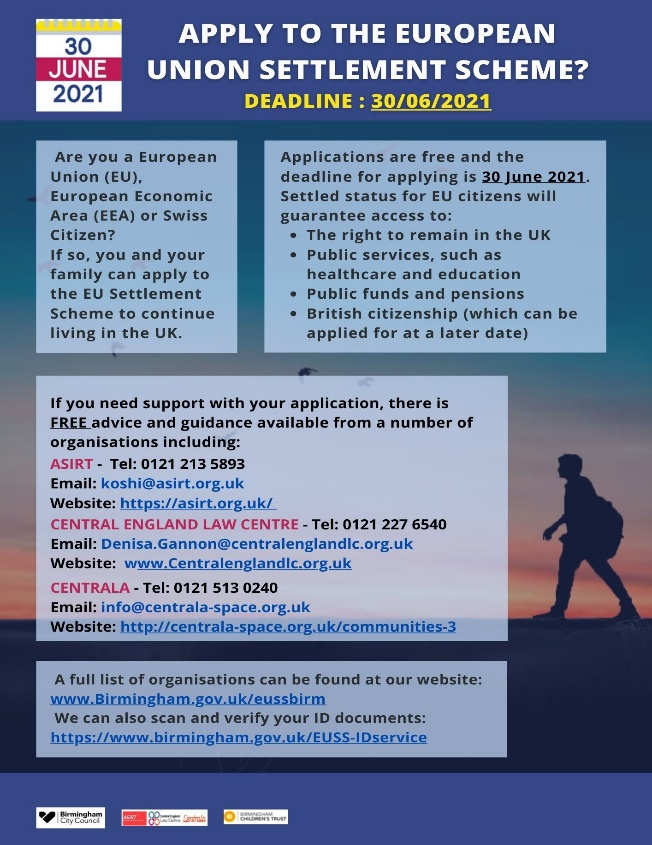 30
JUNE
2021
APPLY TO THE EUROPEAN
UNION SETTLEMENT SCHEME?
DEADLINE : 30/06/2021
Are you a European
Union (EU),
European Economic
Area (EEA) or Swiss
Citizen?
If so, you and your
family can apply to
the EU Settlement
Scheme to continue
living in the UK.
Applications are free and the
deadline for applying is 30 June 2021.
Settled status for EU citizens will
guarantee access to:
• The right to remain in the UK
• Public services, such as
healthcare and education
• Public funds and pensions
• British citizenship (which can be
applied for at a later date)
If you need support with your application, there is
FREE advice and guidance available from a number of
organisations including:
ASIRT - Tel: 0121 213 5893
Email: koshi@asirt.org.uk
Website: https://asirt.org.uk/
CENTRAL ENGLAND LAW CENTRE - Tel: 0121 227 6540
Email: Denisa.Gannon@centralenglandlc.org.uk
Website: www.Centralenglandlc.org.uk
CENTRALA - Tel: 0121 513 0240
Email: info@centrala-space.org.uk
Website: http://centrala-space.org.uk/communities-3
A full list of organisations can be found at our website:
www.Birmingham.gov.uk/eussbirm
We can also scan and verify your ID documents:
https://www.birmingham.gov.uk/EUSS-IDservice
Birmingham
City Council
ASIRT
Central England
Law Centre
Centrala
BIRMINGHAM
CHILDREN'S TRUST